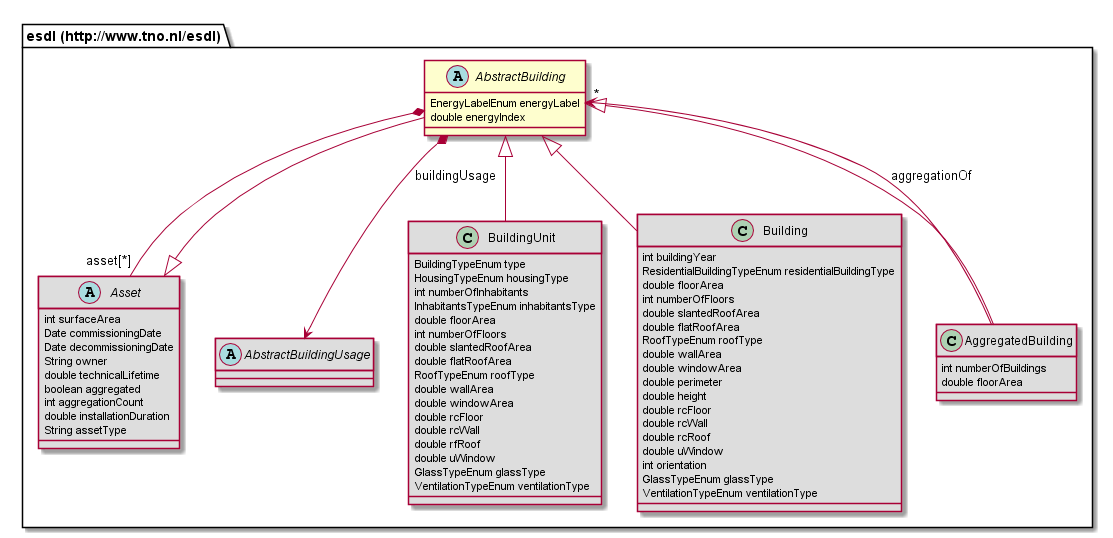 esdl (http://www.tno.nl/esdl)
A AbstractBuilding
EnergyLabelEnum energyLabel
double energyIndex
*
buildingUsage
aggregationOf
asset[*]
A Asset
int surfaceArea
Date commissioningDate
Date decommissioningDate
String owner
double technicalLifetime
boolean aggregated
int aggregationCount
double installationDuration
String assetType
A AbstractBuildingUsage
C BuildingUnit
BuildingTypeEnum type
HousingTypeEnum housingType
int numberOfInhabitants
InhabitantsTypeEnum inhabitantsType
double floorArea
int numberOfFloors
double slantedRoofArea
double flatRoofArea
RoofTypeEnum roofType
double wallArea
double windowArea
double rcFloor
double rcWall
double rfRoof
double uWindow
GlassTypeEnum glassType
VentilationTypeEnum ventilationType
C Building
int buildingYear
ResidentialBuildingTypeEnum residentialBuildingType
double floorArea
int numberOfFloors
double slantedRoofArea
double flatRoofArea
RoofTypeEnum roofType
double wallArea
double windowArea
double perimeter
double height
double rcFloor
double rcWall
double rcRoof
double uWindow
int orientation
GlassTypeEnum glassType
VentilationTypeEnum ventilationType
C AggregatedBuilding
int numberOfBuildings
double floorArea